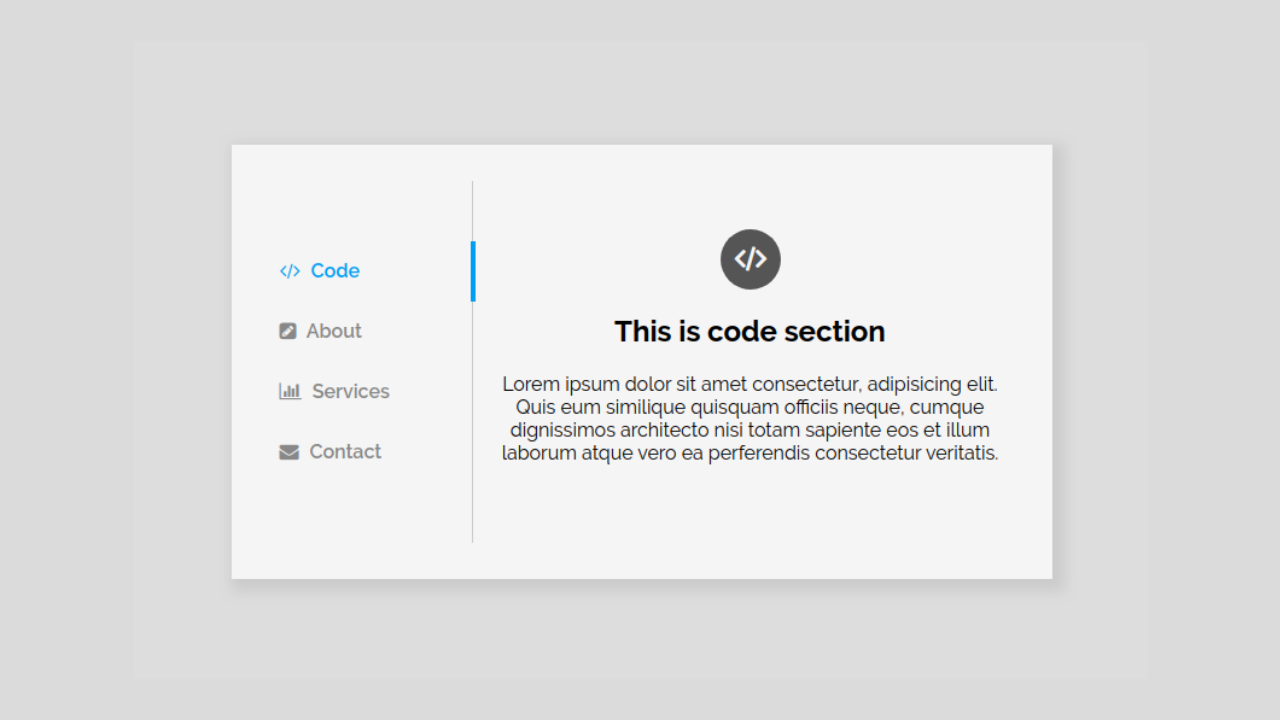 Code
About
Services
Contact
This is code section
Lorem ipsum dolor sit amet consectetur, adipisicing elit.
Quis eum similique quisquam officiis neque, cumque
dignissimos architecto nisi totam sapiente eos et illum
laborum atque vero ea perferendis consectetur veritatis.